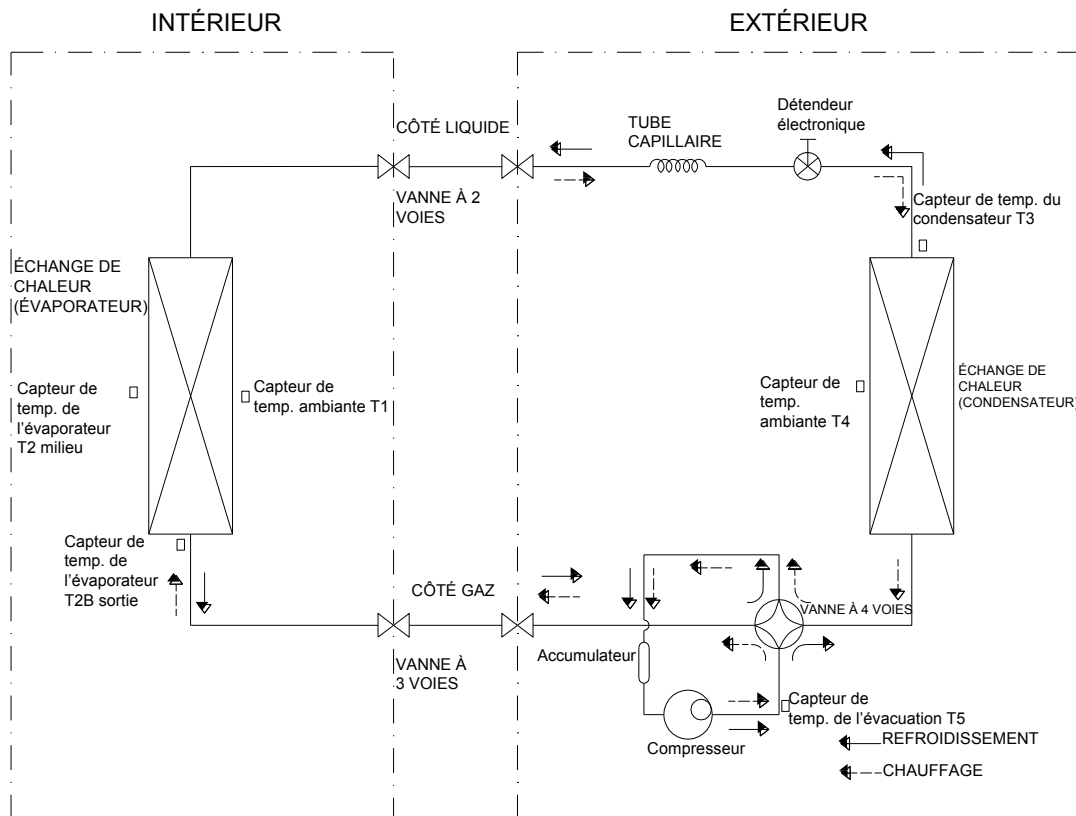 INTÉRIEUR
EXTÉRIEUR
CÔTÉ LIQUIDE
VANNE À 2
VOIES
TUBE
CAPILLAIRE
Détendeur
électronique
Capteur de temp. du
condensateur T3
ÉCHANGE DE
CHALEUR
(ÉVAPORATEUR)
Capteur de
temp. de
l'évaporateur
T2 milieu
Capteur de
temp. ambiante T1
Capteur de
temp.
ambiante T4
ÉCHANGE DE
CHALEUR
(CONDENSATEUR)
Capteur de
temp. de
l'évaporateur
T2B sortie
CÔTÉ GAZ
VANNE À
3 VOIES
VANNE À 4 VOIES
Accumulateur
Compresseur
Capteur de
temp. de l'évacuation T5
REFROIDISSEMENT
CHAUFFAGE